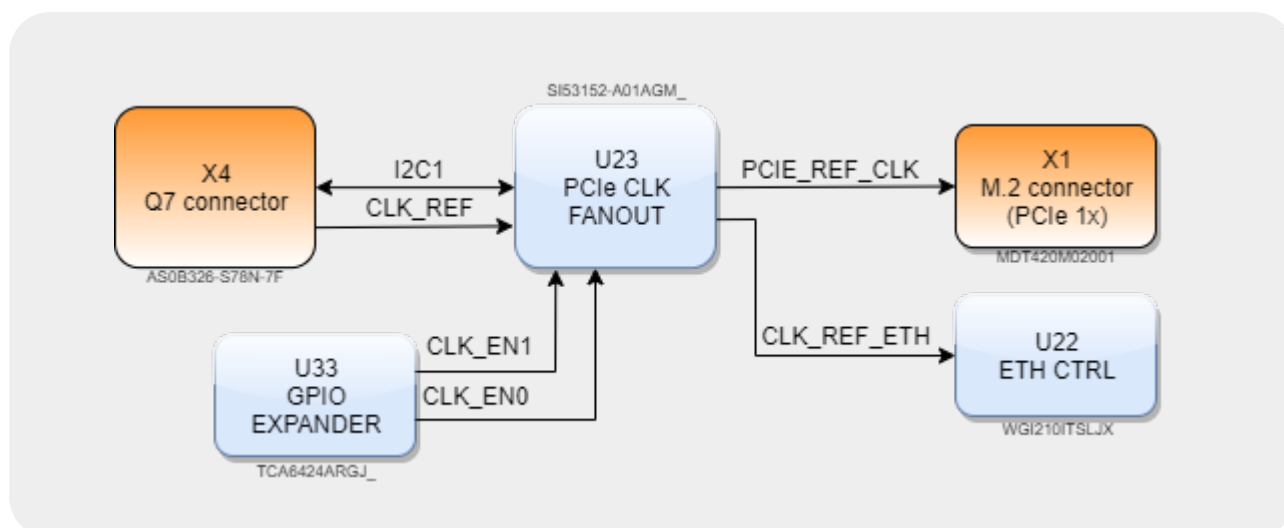 SI53152-A01AGM_
X4
Q7 connector
AS0B326-S78N-7F
I2C1
CLK_REF
U23
PCIe CLK
FANOUT
PCIE_REF_CLK
X1
M.2 connector
(PCIe 1x)
MDT420M02001
CLK_REF_ETH
U22
ETH CTRL
WGI210ITSLJX
U33
GPIO
EXPANDER
TCA6424ARGJ_
CLK_EN1
CLK_EN0